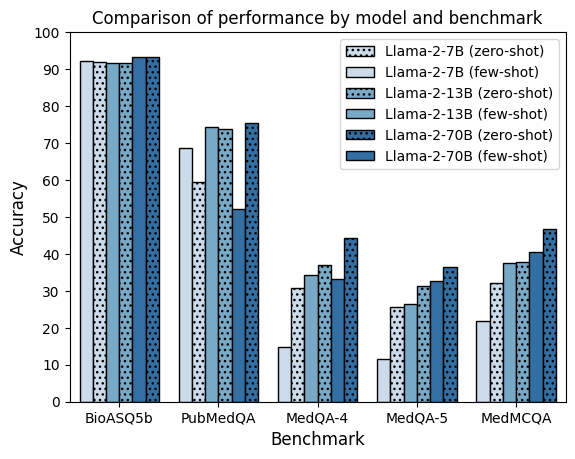 Comparison of performance by model and benchmark
Llama-2-7B (zero-shot)
Llama-2-7B (few-shot)
Llama-2-13B (zero-shot)
Llama-2-13B (few-shot)
Llama-2-70B (zero-shot)
Llama-2-70B (few-shot)
Accuracy
100
90
80
70
60
50
40
30
20
10
0
BioASQ5b PubMedQA MedQA-4 MedQA-5 MedMCQA
Benchmark